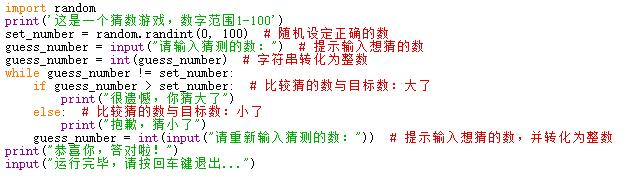 import random
print('这是一个猜数游戏，数字范围1-100')
set_number = random.randint(0, 100)  # 随机设定正确的数
guess_number = input("请输入猜测的数：")  # 提示输入想猜的数
guess_number = int(guess_number)  # 字符串转化为整数
while guess_number != set_number:
    if guess_number > set_number:  # 比较猜的数与目标数：大了
        print("很遗憾，你猜大了")
    else:  # 比较猜的数与目标数：小了
        print("抱歉，猜小了")
    guess_number = int(input("请重新输入猜测的数："))  # 提示输入想猜的数，并转化为整数
print("恭喜你，答对啦！")
input("运行完毕，请按回车键退出...")